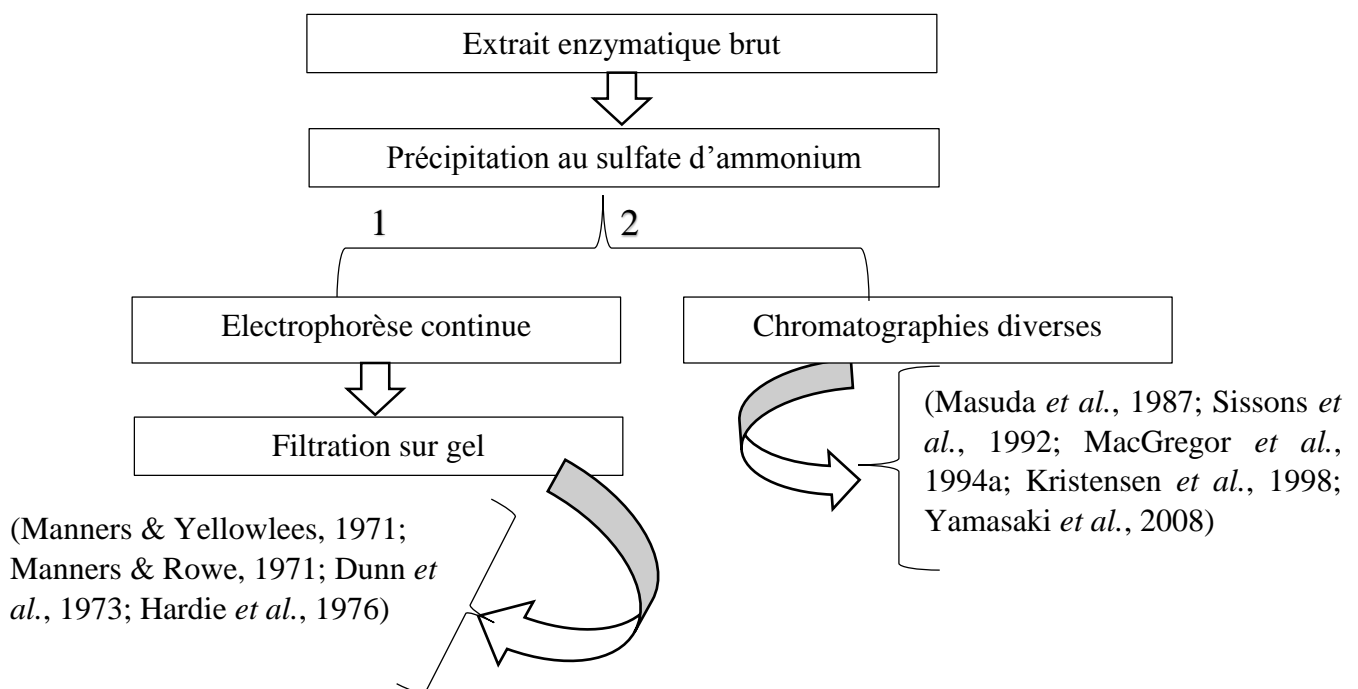 Extrait enzymatique brut
Précipitation au sulfate d’ammonium
1
2
Electrophorèse continue
Chromatographies diverses
Filtration sur gel
(Masuda et al., 1987; Sissons et
al., 1992; MacGregor et al.,
1994a; Kristensen et al., 1998;
Yamasaki et al., 2008)
(Manners & Yellowlees, 1971;
Manners & Rowe, 1971; Dunn et
al., 1973; Hardie et al., 1976)